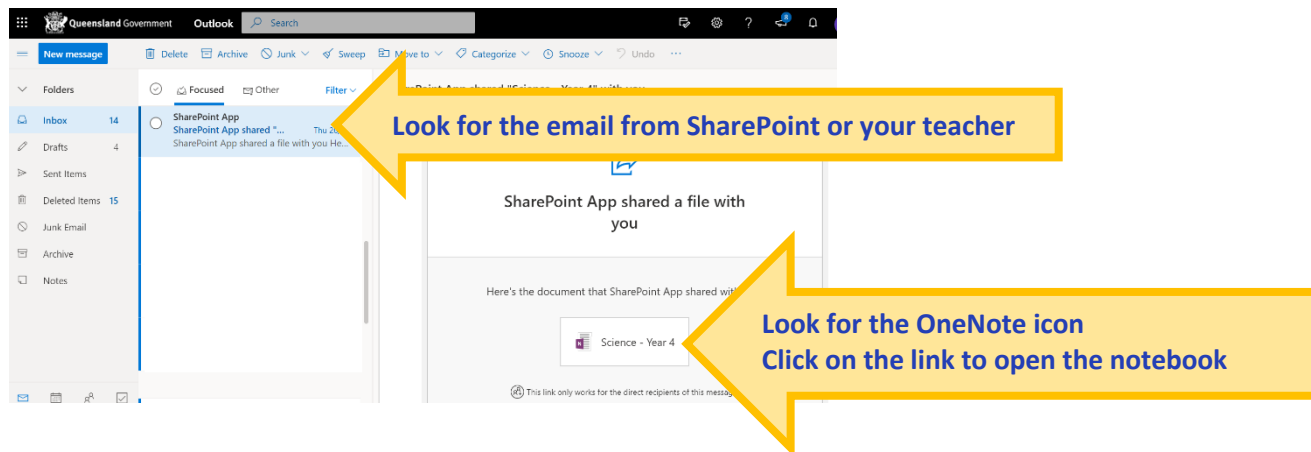 Queensland Government Outlook Search
8
New message Delete Archive Junk Sweep Move to Categorize Snooze Undo ...
Folders Focused Other Filter
Inbox 14
SharePoint App
SharePoint App shared "... Thu
SharePoint App shared a file with you He...
Drafts 4
Sent Items
Deleted Items 15
Junk Email
Archive
Notes
Look for the email from SharePoint or your teacher
SharePoint App shared a file with
you
Here's the document that SharePoint App shared
Science - Year 4
This link only works for the direct recipients of this
Look for the OneNote icon
Click on the link to open the notebook